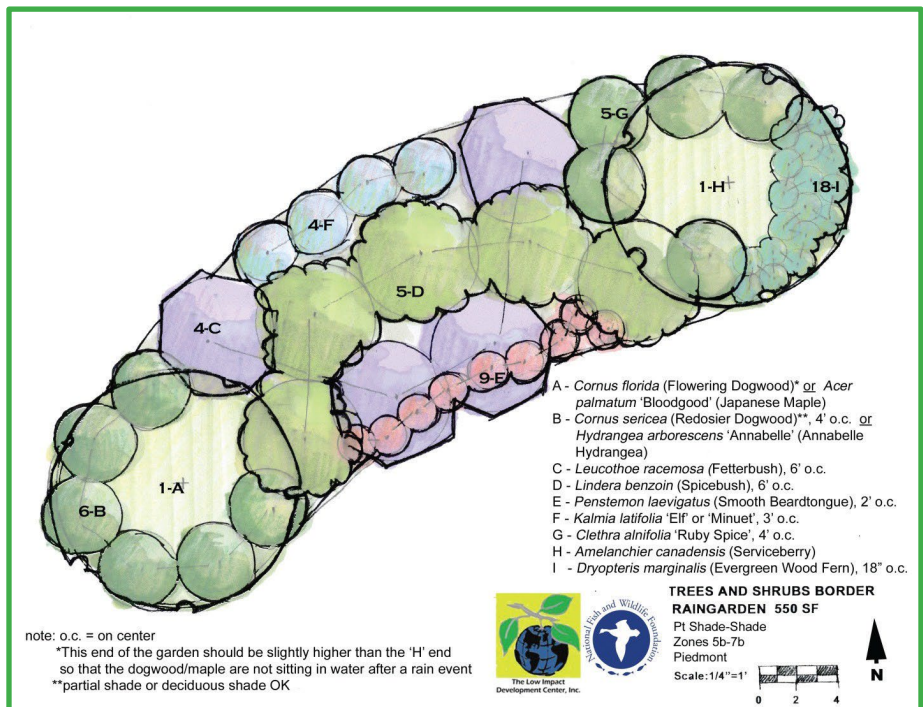 5-G
1-H
18-I
4-F
5-D
4-C
9-E
1-A
6-B
A - Cornus florida (Flowering Dogwood)* or Acer
palmatum 'Bloodgood' (Japanese Maple)
B - Cornus sericea (Redosier Dogwood)**, 4' o.c. or
Hydrangea arborescens 'Annabelle' (Annabelle
Hydrangea)
C - Leucothoe racemosa (Fetterbush), 6' o.c.
D - Lindera benzoin (Spicebush), 6' o.c.
E - Penstemon laevigatus (Smooth Beardtongue), 2' o.c.
F - Kalmia latifolia 'Elf' or 'Minuet', 3' o.c.
G - Clethra alnifolia 'Ruby Spice', 4' o.c.
H - Amelanchier canadensis (Serviceberry)
I - Dryopteris marginalis (Evergreen Wood Fern), 18" o.c.
note: o.c. = on center
*This end of the garden should be slightly higher than the 'H' end
so that the dogwood/maple are not sitting in water after a rain event
**partial shade or deciduous shade OK
The Low Impact
Development Center, Inc.
National Fish and Wildlife Foundation
TREES AND SHRUBS BORDER
RAINGARDEN 550 SF
Pt Shade-Shade
Zones 5b-7b
Piedmont
Scale:1/4"=1'
0 2 4
N